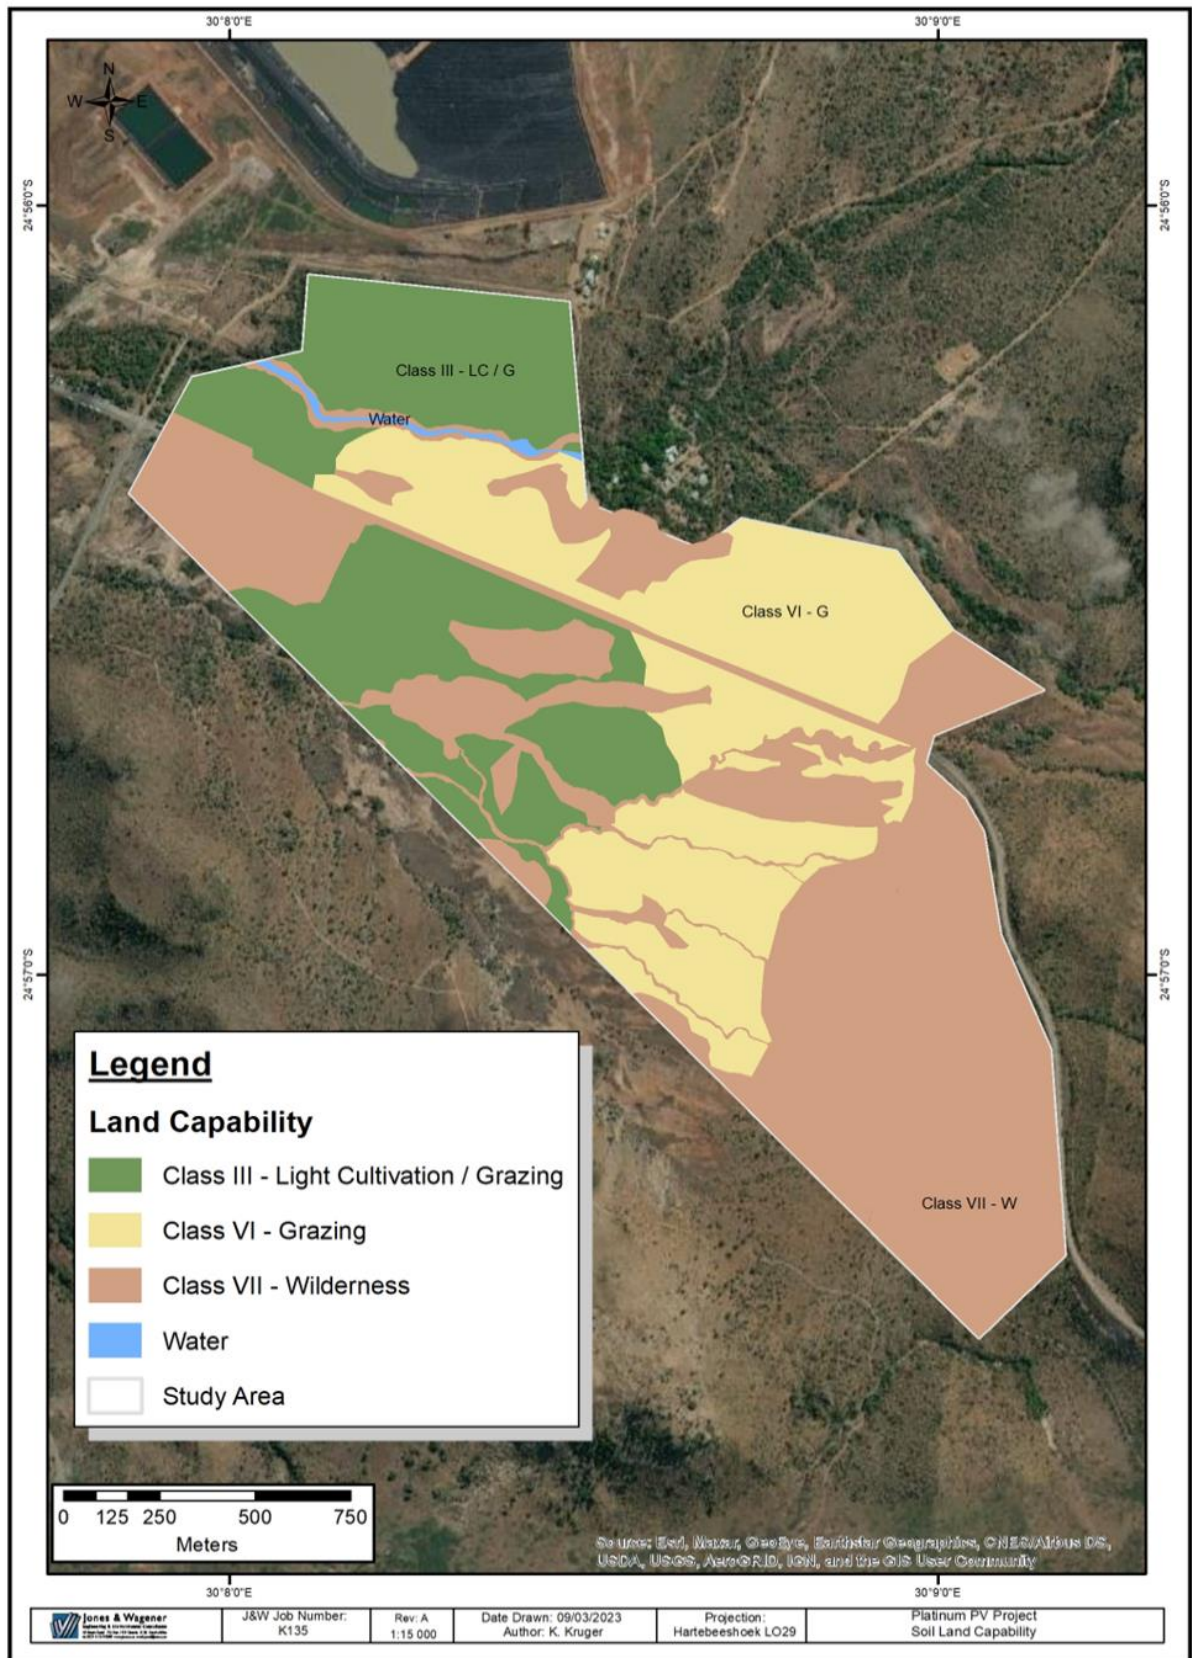 30°8'0"E
30°9'0"E
N
W E
S
24°56'0"S
24°56'0"S
Class III - LC / G
Water
Class VI - G
24°57'0"S
24°57'0"S
Class VII - W
Legend
Land Capability
Class III - Light Cultivation / Grazing
Class VI - Grazing
Class VII - Wilderness
Water
Study Area
0 125 250 500 750
Meters
Source: Esri, Maxar, GeoEye, Earthstar Geographics, CNES/Airbus DS,
USDA, USGS, AeroGRID, IGN, and the GIS User Community
30°8'0"E
30°9'0"E
Jones & Wagener
J&W Job Number:
K135
Rev: A
1:15 000
Date Drawn: 09/03/2023
Author: K. Kruger
Projection:
Hartebeeshoek LO29
Platinum PV Project
Soil Land Capability